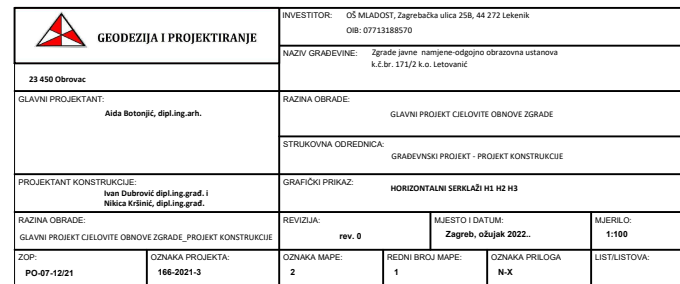 GEODEZIJA I PROJEKTIRANJE
23 450 Obrovac
INVESTITOR: OŠ MLADOST, Zagrebačka ulica 25B, 44 272 Lekenik
OIB: 07713188570
NAZIV GRAĐEVINE: Zgrade javne namjene-odgojno obrazovna ustanova
k.č.br. 171/2 k.o. Letovanić
GLAVNI PROJEKTANT:
Aida Botonjić, dipl.ing.arh.
RAZINA OBRADE:
GLAVNI PROJEKT CJELOVITE OBNOVE ZGRADE
STRUKOVNA ODREDNICA:
GRAĐEVNSKI PROJEKT - PROJEKT KONSTRUKCIJE
PROJEKTANT KONSTRUKCIJE:
Ivan Dubrović dipl.ing.građ. i
Nikica Kršinić, dipl.ing.građ.
GRAFIČKI PRIKAZ:
HORIZONTALNI SERKLAŽI H1 H2 H3
RAZINA OBRADE:
GLAVNI PROJEKT CJELOVITE OBNOVE ZGRADE_PROJEKT KONSTRUKCIJE
REVIZIJA:
rev. 0
MJESTO I DATUM:
Zagreb, ožujak 2022..
MJERILO:
1:100
ZOP:
PO-07-12/21
OZNAKA PROJEKTA:
166-2021-3
OZNAKA MAPE:
2
REDNI BROJ MAPE:
1
OZNAKA PRILOGA
N-X
LIST/LISTOVA: